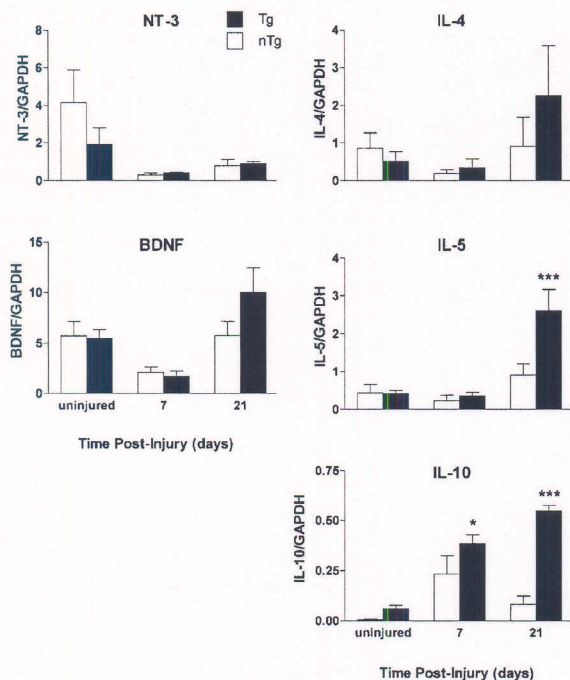 NT-3
Tg
nTg
NT-3/GAPDH
8
6
4
2
0
IL-4
IL-4/GAPDH
4
3
2
1
0
BDNF
BDNF/GAPDH
15
10
5
0
uninjured 7 21
Time Post-Injury (days)
IL-5
IL-5/GAPDH
4
3
2
1
0
***
IL-10
IL-10/GAPDH
0.75
0.50
0.25
0.00
* ***
uninjured 7 21
Time Post-Injury (days)